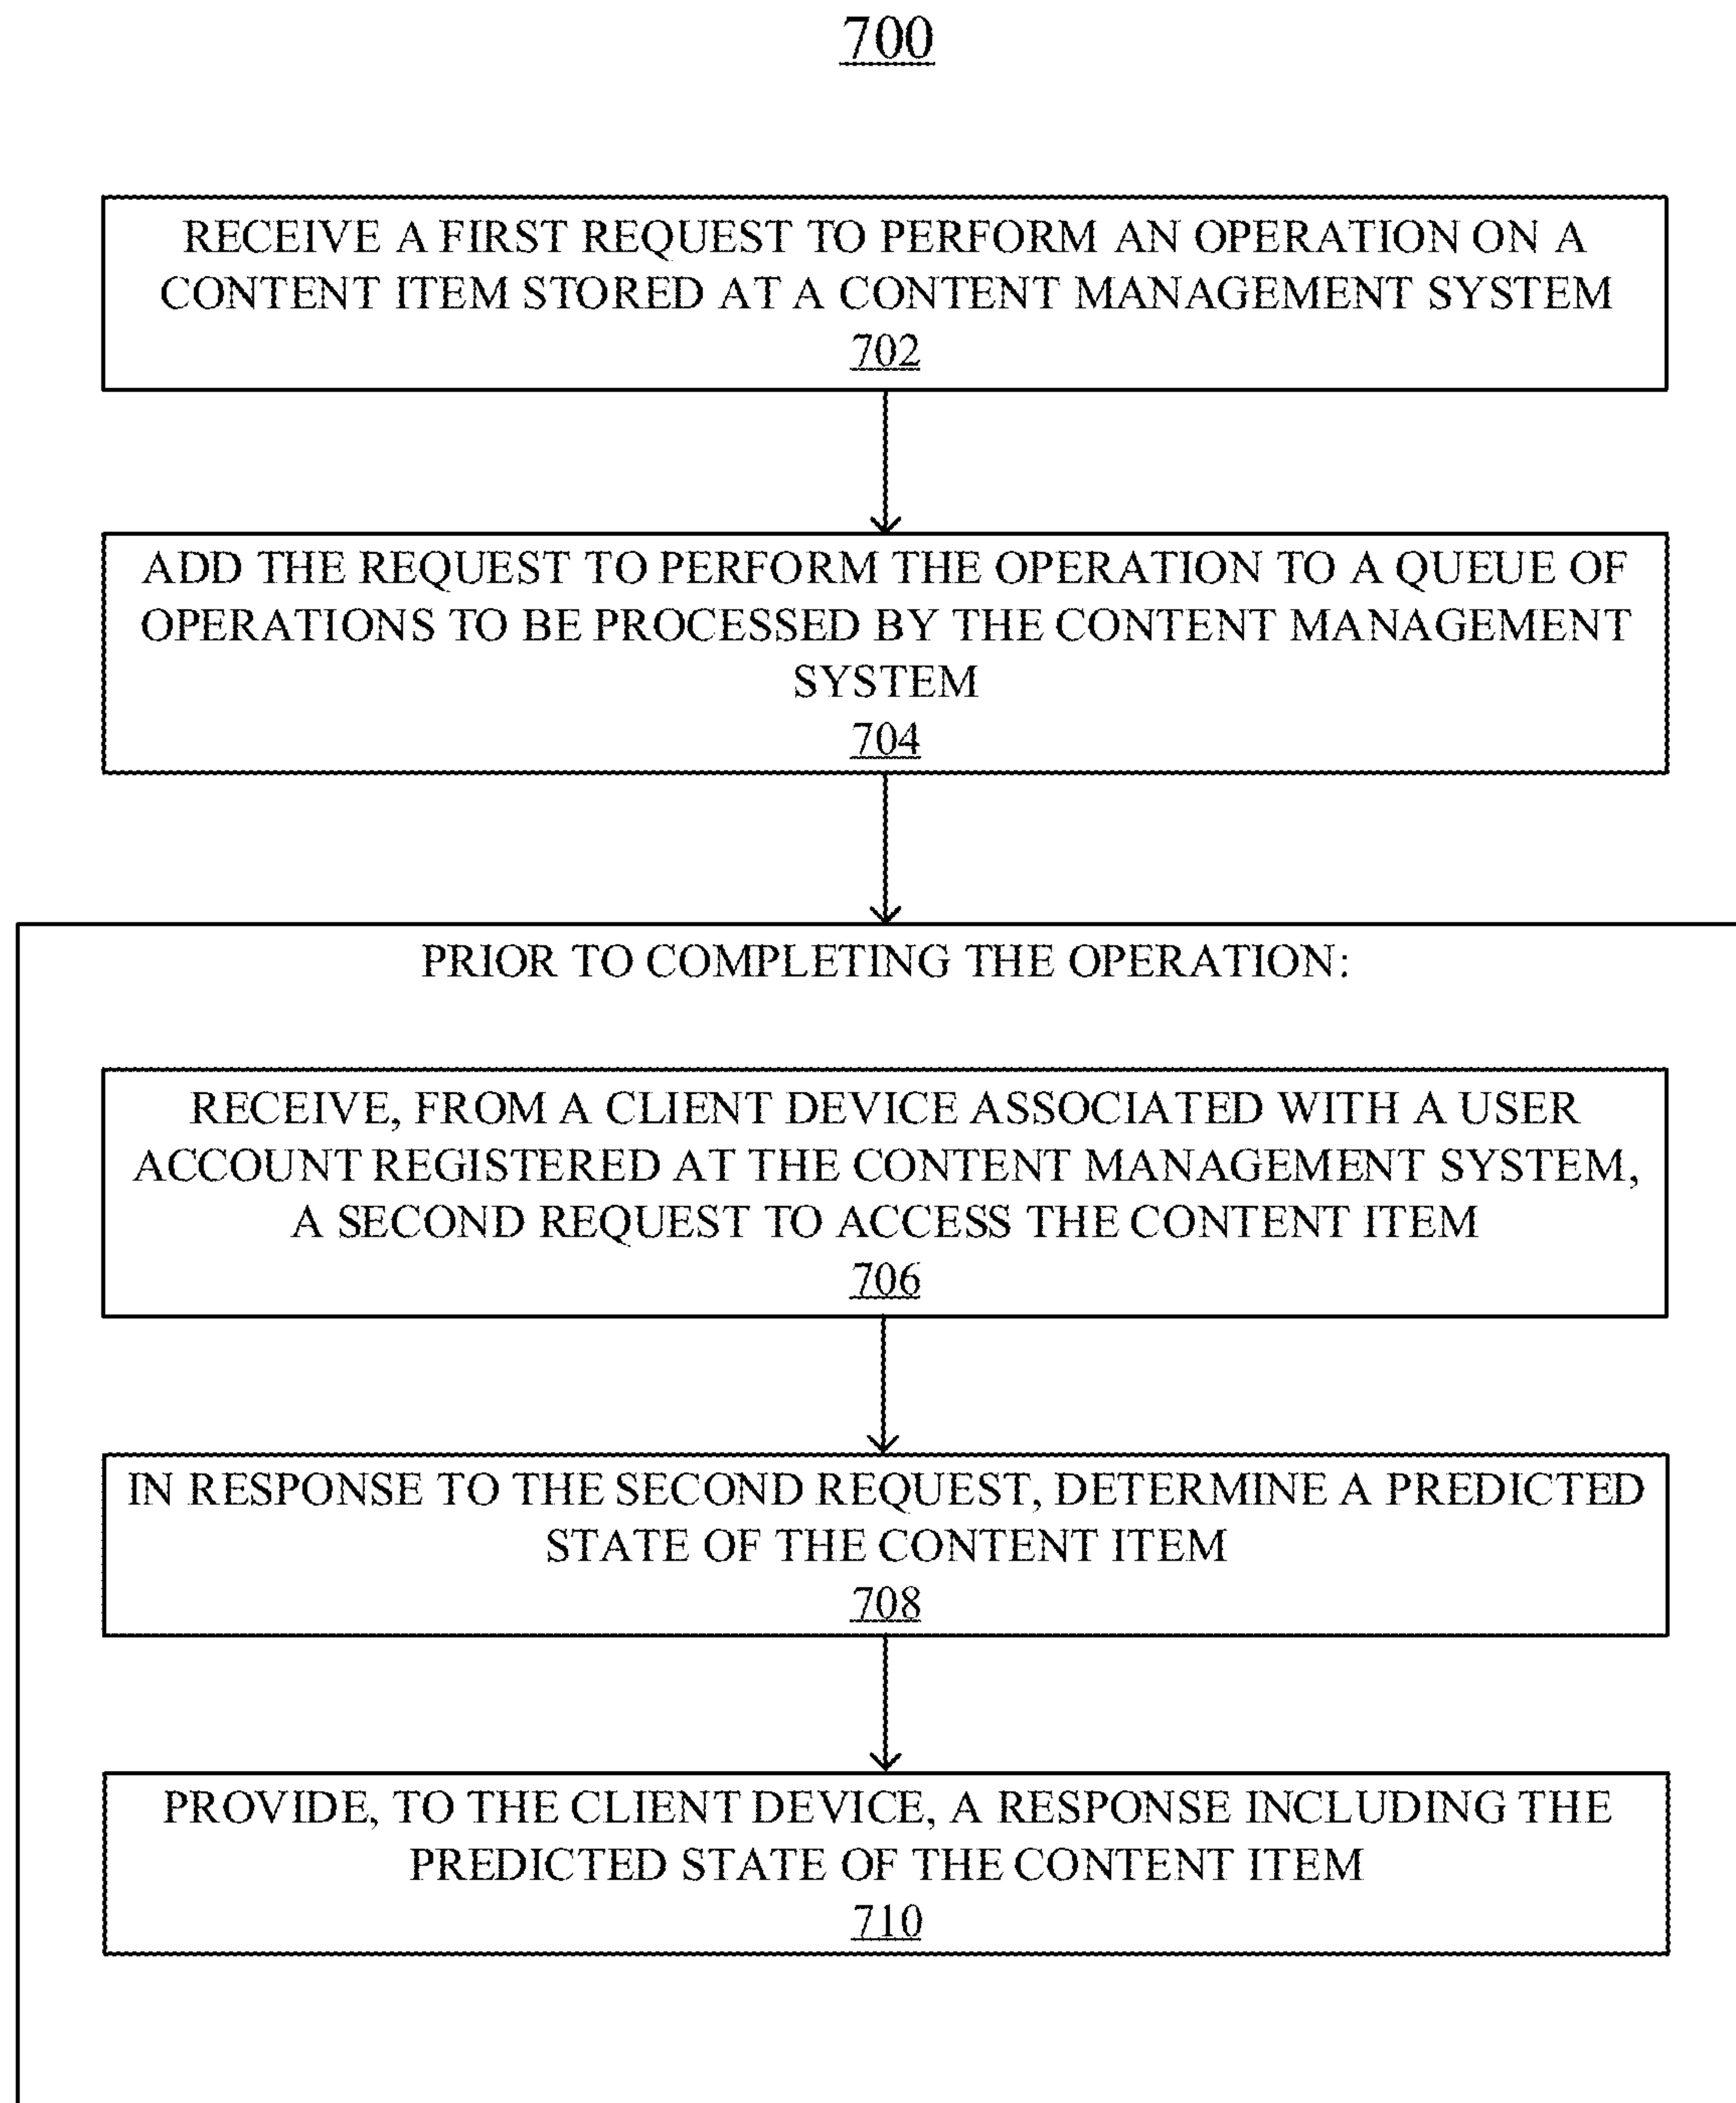 700
RECEIVE A FIRST REQUEST TO PERFORM AN OPERATION ON A
CONTENT ITEM STORED AT A CONTENT MANAGEMENT SYSTEM
702
ADD THE REQUEST TO PERFORM THE OPERATION TO A QUEUE OF
OPERATIONS TO BE PROCESSED BY THE CONTENT MANAGEMENT
SYSTEM
704
PRIOR TO COMPLETING THE OPERATION:
RECEIVE, FROM A CLIENT DEVICE ASSOCIATED WITH A USER
ACCOUNT REGISTERED AT THE CONTENT MANAGEMENT SYSTEM,
A SECOND REQUEST TO ACCESS THE CONTENT ITEM
706
IN RESPONSE TO THE SECOND REQUEST, DETERMINE A PREDICTED
STATE OF THE CONTENT ITEM
708
PROVIDE, TO THE CLIENT DEVICE, A RESPONSE INCLUDING THE
PREDICTED STATE OF THE CONTENT ITEM
710